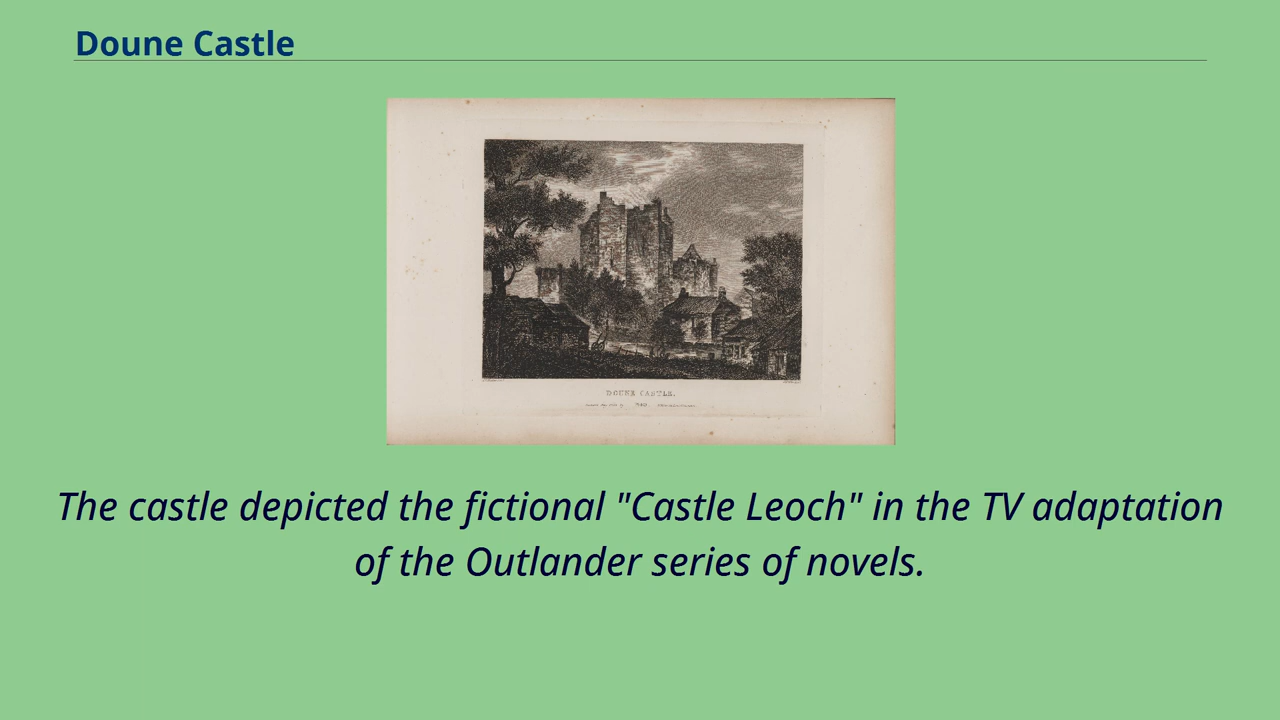 Doune Castle
DOUNE CASTLE.
The castle depicted the fictional "Castle Leoch" in the TV adaptation
of the Outlander series of novels.